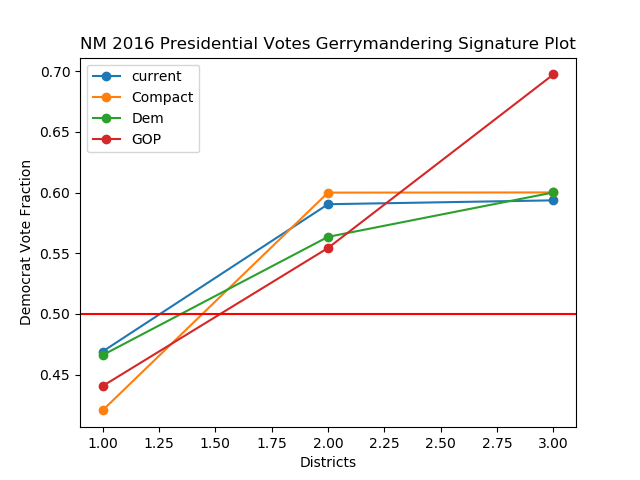 NM 2016 Presidential Votes Gerrymandering Signature Plot
current
Compact
Dem
GOP
0.70
0.65
0.60
0.55
0.50
0.45
Democrat Vote Fraction
1.00 1.25 1.50 1.75 2.00 2.25 2.50 2.75 3.00
Districts